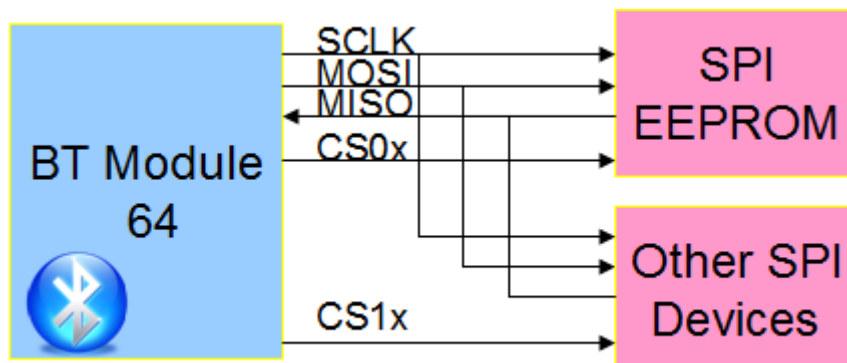 BT Module
64
SCLK
MOSI
MISO
CS0x
CS1x
SPI
EEPROM
Other SPI
Devices